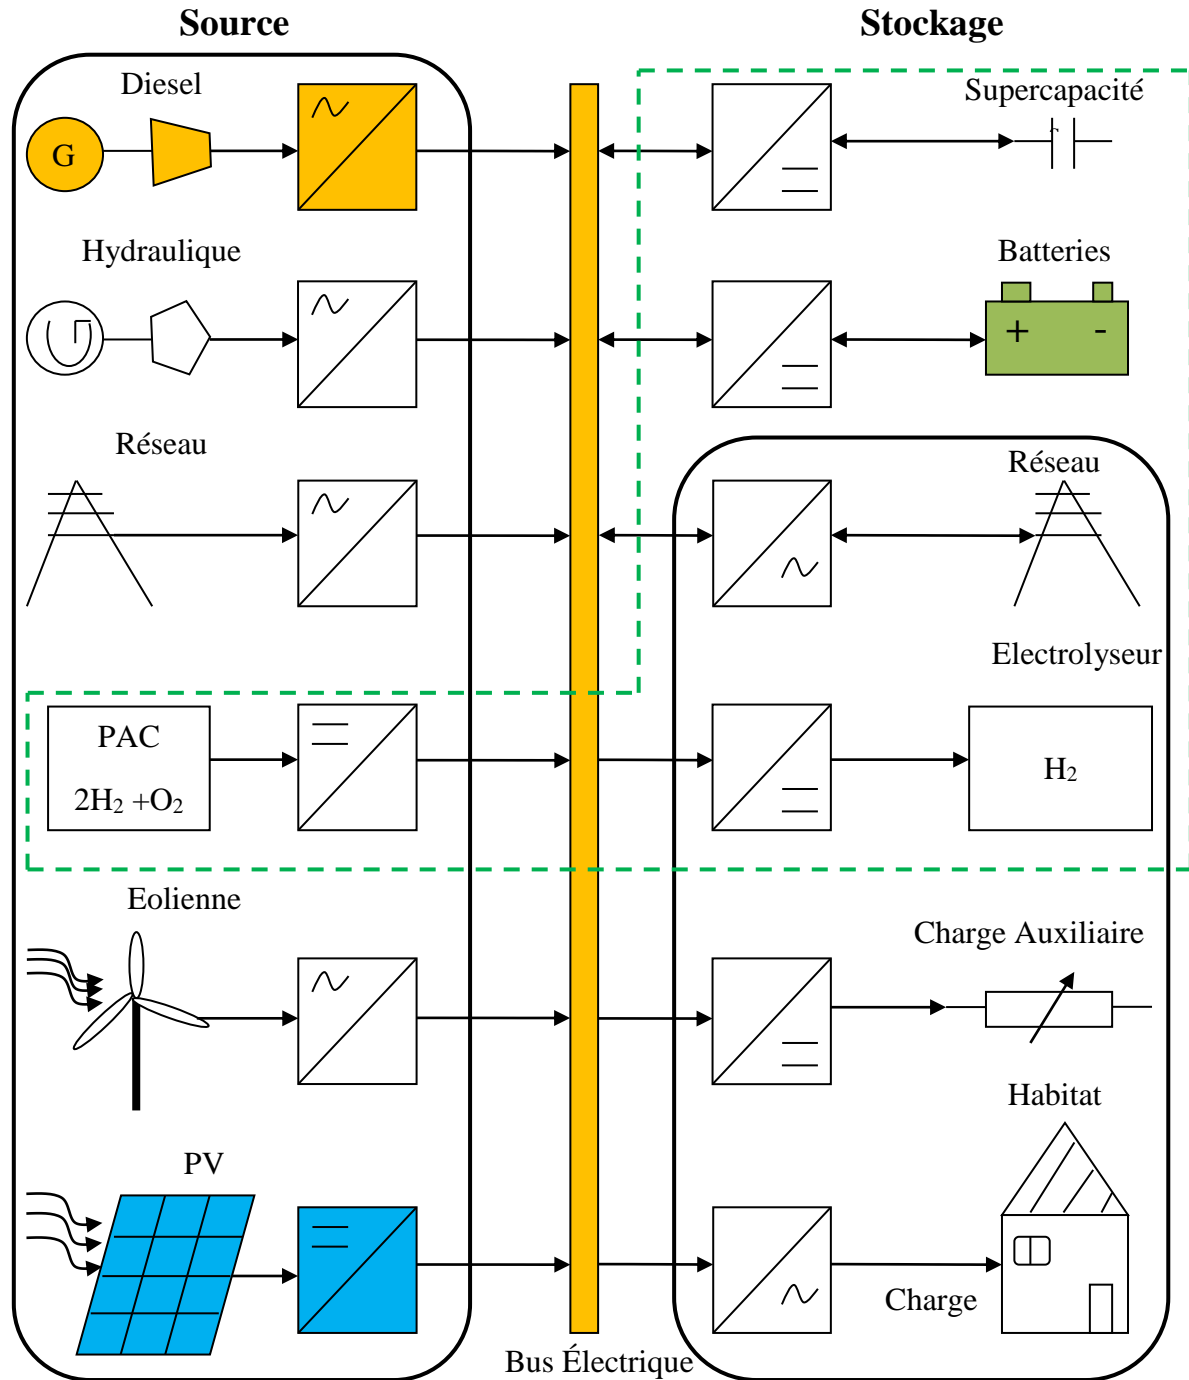 Source
Stockage
Diesel
Supercapacité
G
Hydraulique
Batteries
+ -
Réseau
Réseau
Electrolyseur
PAC
2H₂ +O₂
H₂
Eolienne
Charge Auxiliaire
Habitat
PV
Charge
Bus Électrique